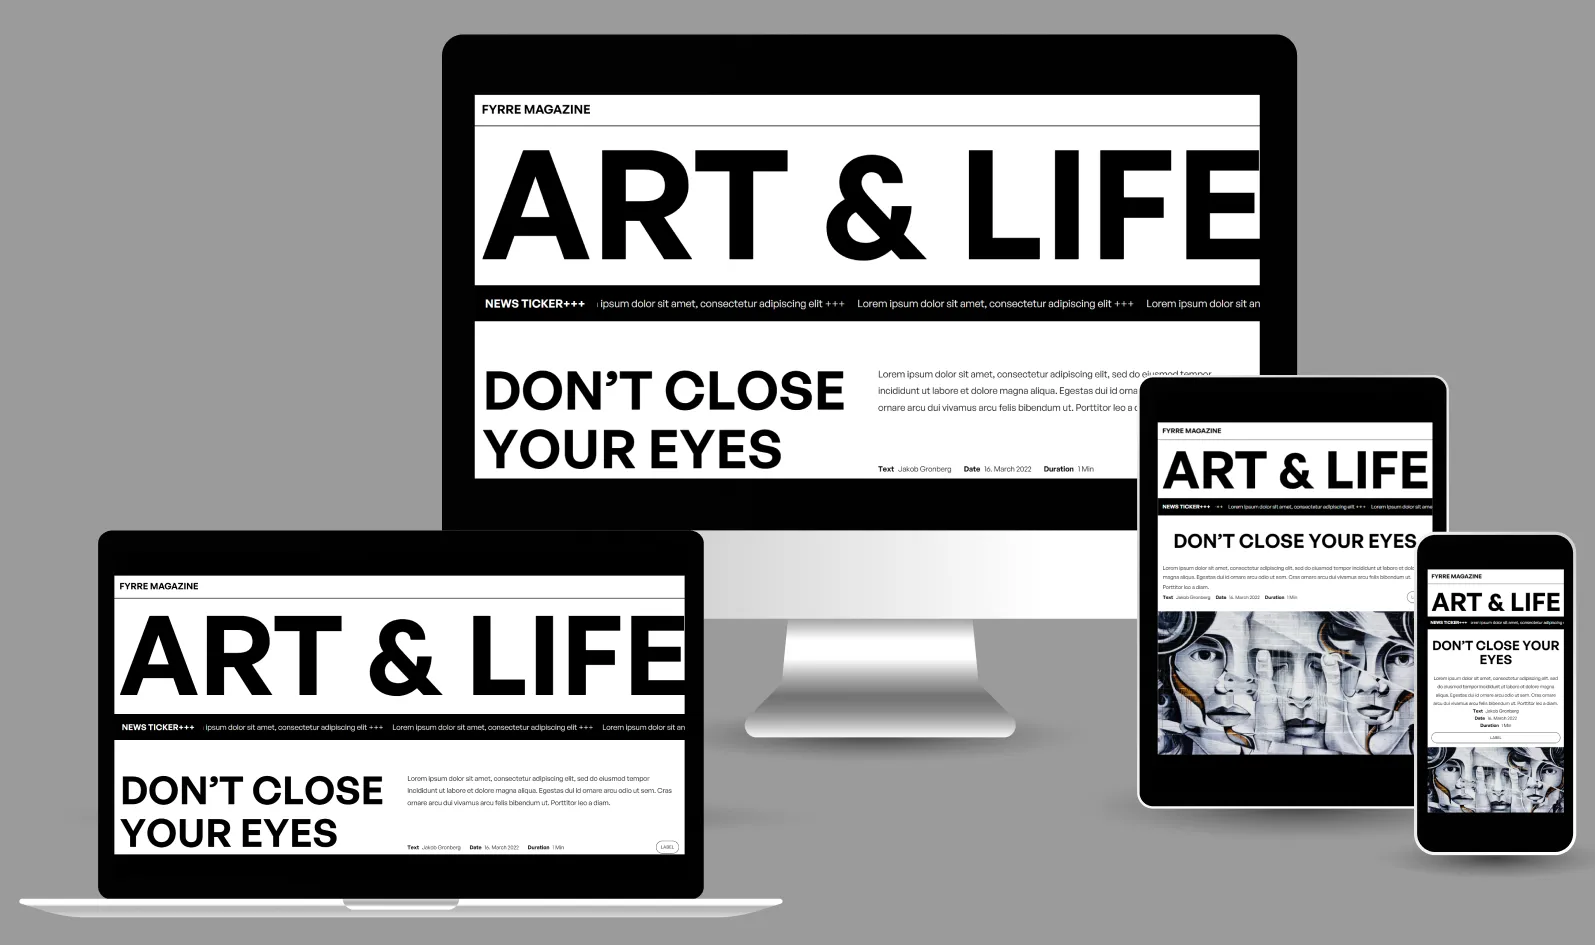 FYRRE MAGAZINE
ART & LIFE
NEWS TICKER+++ ipsum dolor sit amet, consectetur adipiscing elit +++ Lorem ipsum dolor sit amet, consectetur adipiscing elit +++ Lorem ipsum dolor sit an
DON’T CLOSE
YOUR EYES
Lorem ipsum dolor sit amet, consectetur adipiscing elit, sed do eiusmod tempor
incididunt ut labore et dolore magna aliqua. Egestas dui id orna
ornare arcu dui vivamus arcu felis bibendum ut. Porttitor leo a
Text Jakob Gronberg Date 16. March 2022 Duration 1 Min
FYRRE MAGAZINE
ART & LIFE
NEWS TICKER+++ ipsum dolor sit amet, consectetur adipiscing elit +++ Lorem ipsum dolor sit amet, consectetur adipiscing elit +++ Lorem ipsum dolor sit an
DON’T CLOSE
YOUR EYES
Lorem ipsum dolor sit amet, consectetur adipiscing elit, sed do eiusmod tempor
incididunt ut labore et dolore magna aliqua. Egestas dui id ornare arcu odio ut sem. Cras
ornare arcu dui vivamus arcu felis bibendum ut. Porttitor leo a diam.
Text Jakob Gronberg Date 16. March 2022 Duration 1 Min
LABEL
FYRRE MAGAZINE
ART & LIFE
NEWS TICKER+++ ++ Lorem ipsum dolor sit amet, consectetur adipiscing elit +++ Lorem ipsum dolor sit ame
DON’T CLOSE YOUR EYES
Lorem ipsum dolor sit amet, consectetur adipiscing elit, sed do eiusmod tempor incididunt ut labore et dolo
magna aliqua. Egestas dui id ornare arcu odio ut sem. Cras ornare arcu dui vivamus arcu felis bibendum ut.
Porttitor leo a diam.
Text Jakob Gronberg Date 16. March 2022 Duration 1 Min
FYRRE MAGAZINE
ART & LIFE
NEWS TICKER+++ orem ipsum dolor sit amet, consectetur adipiscing
DON’T CLOSE YOUR
EYES
Lorem ipsum dolor sit amet, consectetur adipiscing elit, sed
do eiusmod tempor incididunt ut labore et dolore magna
aliqua. Egestas dui id ornare arcu odio ut sem. Cras ornare
arcu dui vivamus arcu felis bibendum ut. Porttitor leo a diam.
Text Jakob Gronberg
Date 16. March 2022
Duration 1 Min
LABEL